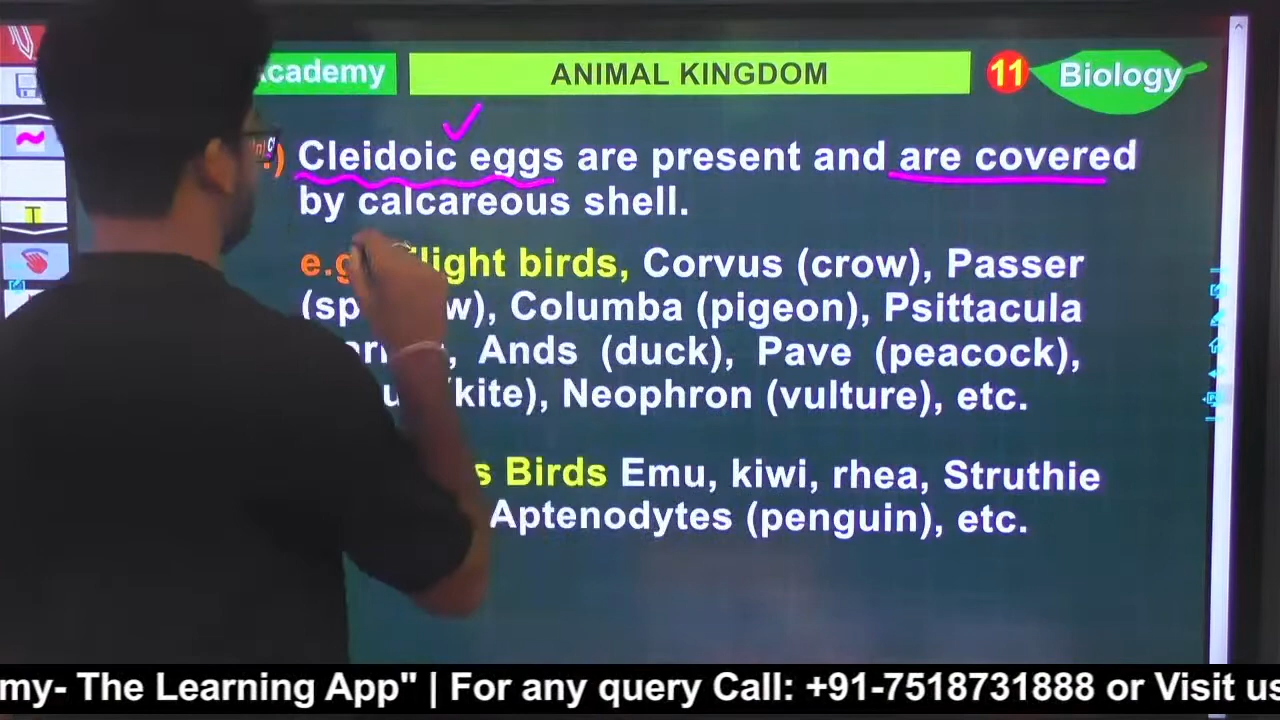 Academy
ANIMAL KINGDOM
11
Biology
Cleidoic eggs are present and are covered
by calcareous shell.
e.g. flight birds, Corvus (crow), Passer
Columba (pigeon), Psittacula
Ands (duck), Pave (peacock),
(kite), Neophron (vulture), etc.
Birds Emu, kiwi, rhea, Struthie
Aptenodytes (penguin), etc.
my- The Learning App" | For any query Call: +91-7518731888 or Visit us